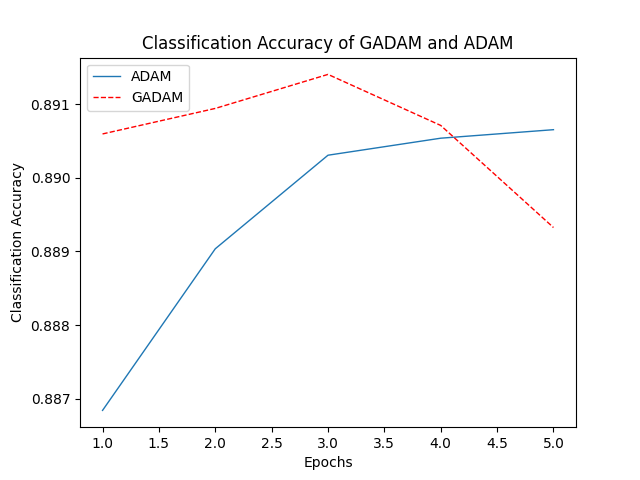 Classification Accuracy of GADAM and ADAM
ADAM
GADAM
0.891
0.890
0.889
0.888
0.887
Classification Accuracy
1.0 1.5 2.0 2.5 3.0 3.5 4.0 4.5 5.0
Epochs